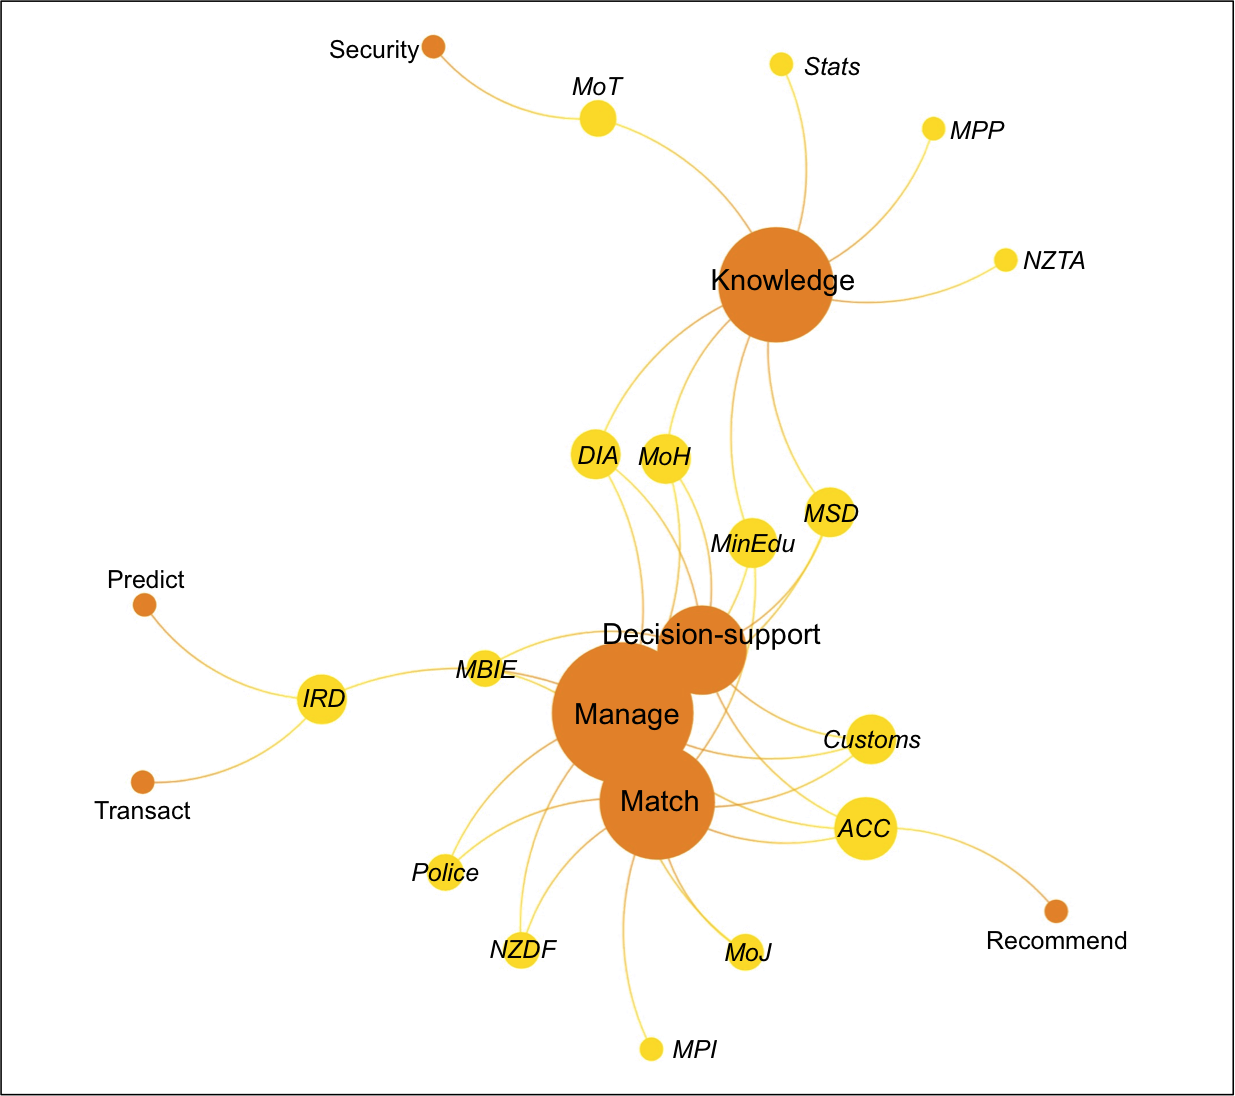 Security
Stats
MoT
MPP
NZTA
Knowledge
DIA
MoH
MSD
MinEdu
Predict
Decision-support
MBIE
IRD
Manage
Customs
Transact
Match
ACC
Police
Recommend
NZDF
MoJ
MPI